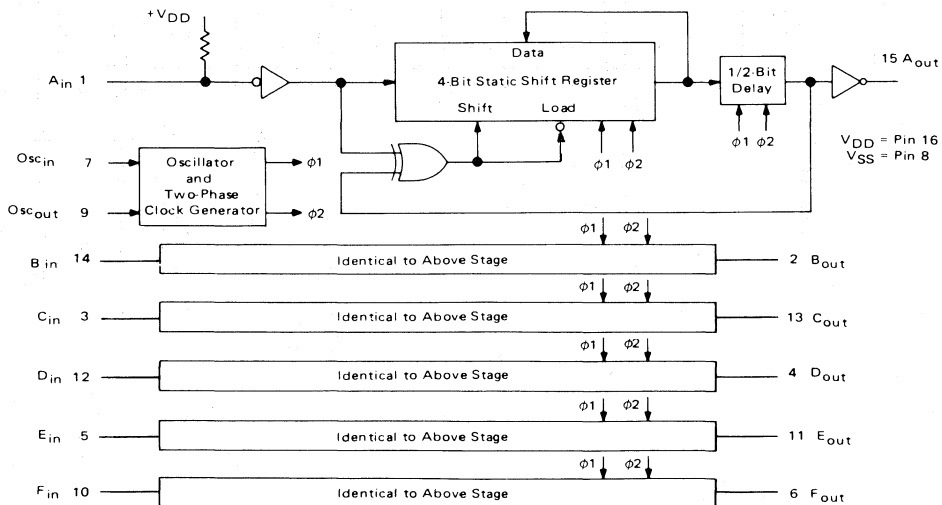 +VDD
Ain 1
Data
4-Bit Static Shift Register
Shift Load
1/2-Bit
Delay
15 Aout
ϕ1 ϕ2
ϕ1 ϕ2
VDD = Pin 16
VSS = Pin 8
Oscin 7
Oscout 9
Oscillator
and
Two-Phase
Clock Generator
ϕ1
ϕ2
ϕ1 ϕ2
Bin 14 Identical to Above Stage 2 Bout
ϕ1 ϕ2
Cin 3 Identical to Above Stage 13 Cout
ϕ1 ϕ2
Din 12 Identical to Above Stage 4 Dout
ϕ1 ϕ2
Ein 5 Identical to Above Stage 11 Eout
ϕ1 ϕ2
Fin 10 Identical to Above Stage 6 Fout